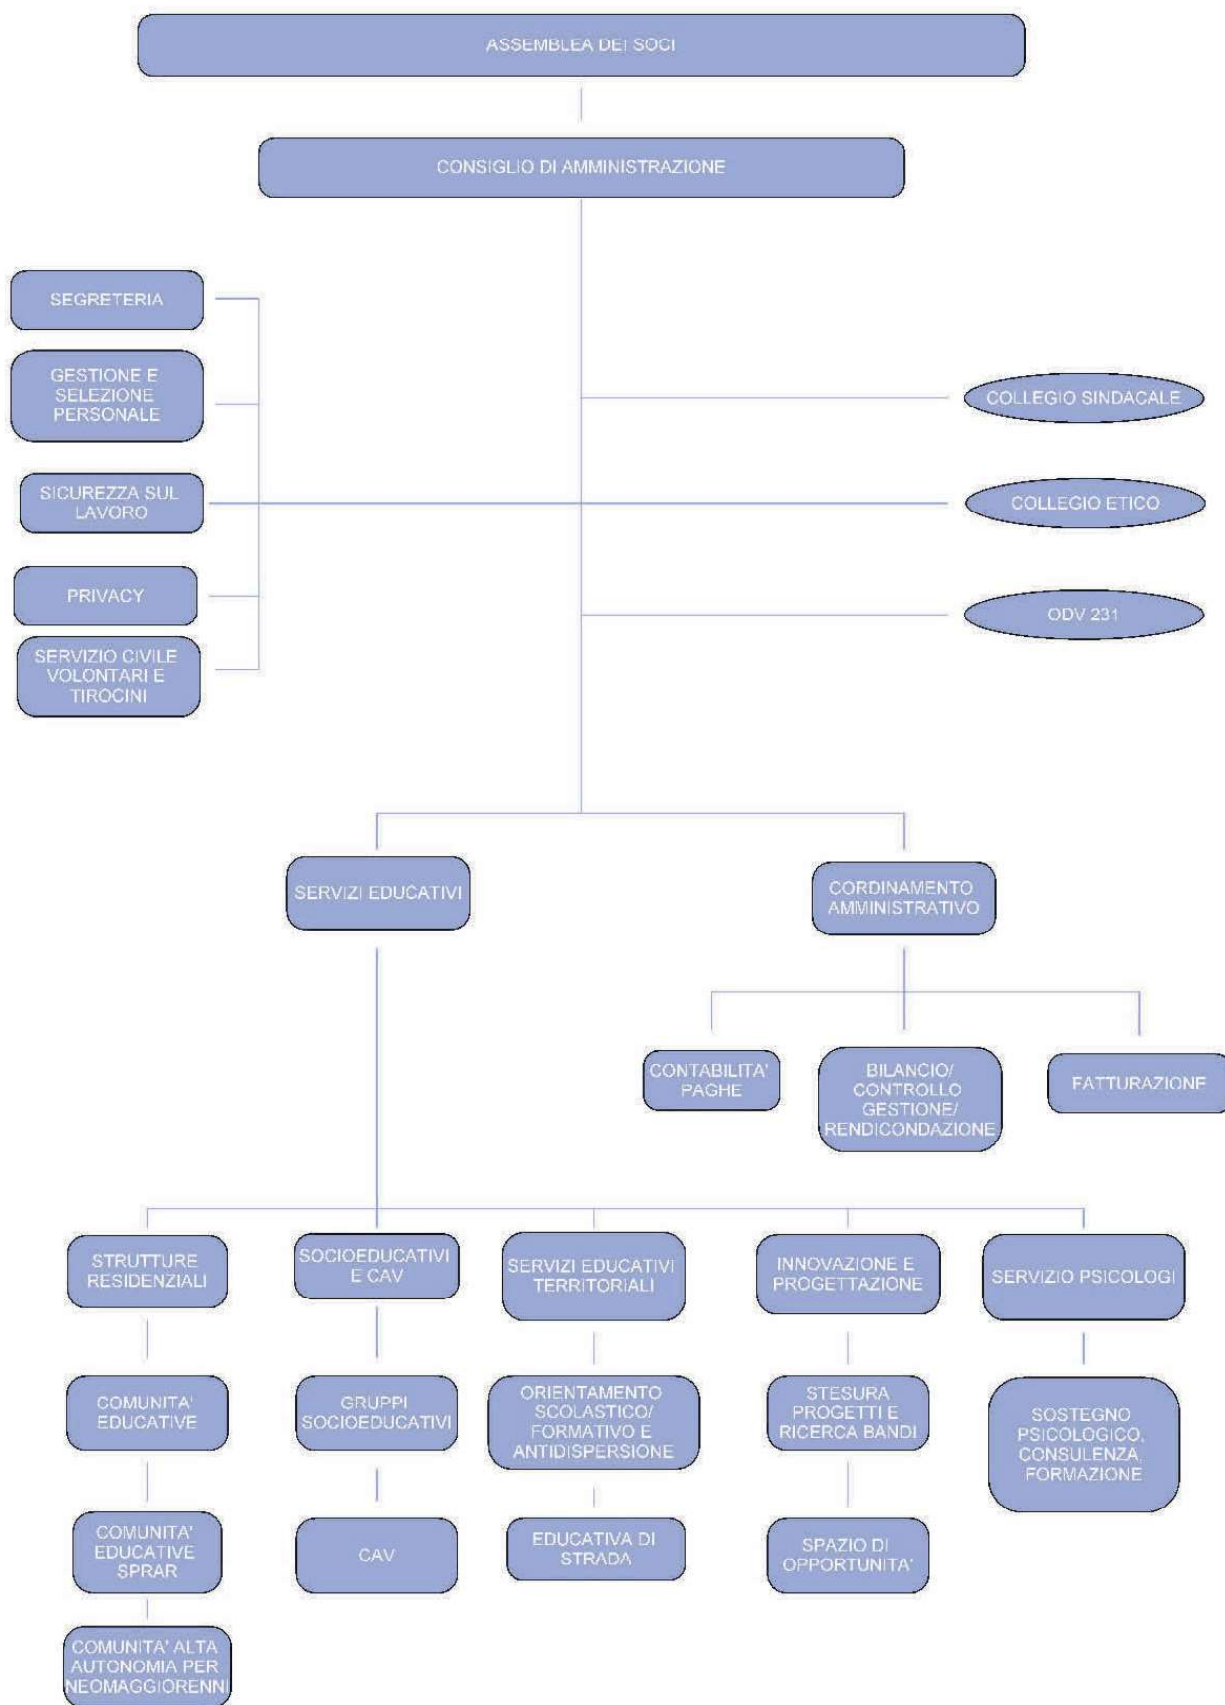 ASSEMBLEA DEI SOCI
CONSIGLIO DI AMMINISTRAZIONE
SEGRETERIA
GESTIONE E
SELEZIONE
PERSONALE
SICUREZZA SUL
LAVORO
PRIVACY
SERVIZIO CIVILE
VOLONTARI E
TIROCINI
COLLEGIO SINDACALE
COLLEGIO ETICO
ODV 231
SERVIZI EDUCATIVI
CORDINAMENTO
AMMINISTRATIVO
CONTABILITA'
PAGHE
BILANCIO/
CONTROLLO
GESTIONE/
RENDICONDAZIONE
FATTURAZIONE
STRUTTURE
RESIDENZIALI
SOCIOEDUCATIVI
E CAV
SERVIZI EDUCATIVI
TERRITORIALI
INNOVAZIONE E
PROGETTAZIONE
SERVIZIO PSICOLOGI
COMUNITA'
EDUCATIVE
GRUPPI
SOCIOEDUCATIVI
ORIENTAMENTO
SCOLASTICO/
FORMATIVO E
ANTIDISPERSIONE
STESURA
PROGETTI E
RICERCA BANDI
SOSTEGNO
PSICOLOGICO,
CONSULENZA,
FORMAZIONE
COMUNITA'
EDUCATIVE
SPRAR
CAV
EDUCATIVA DI
STRADA
SPAZIO DI
OPPORTUNITA'
COMUNITA' ALTA
AUTONOMIA PER
NEOMAGGIORENNI